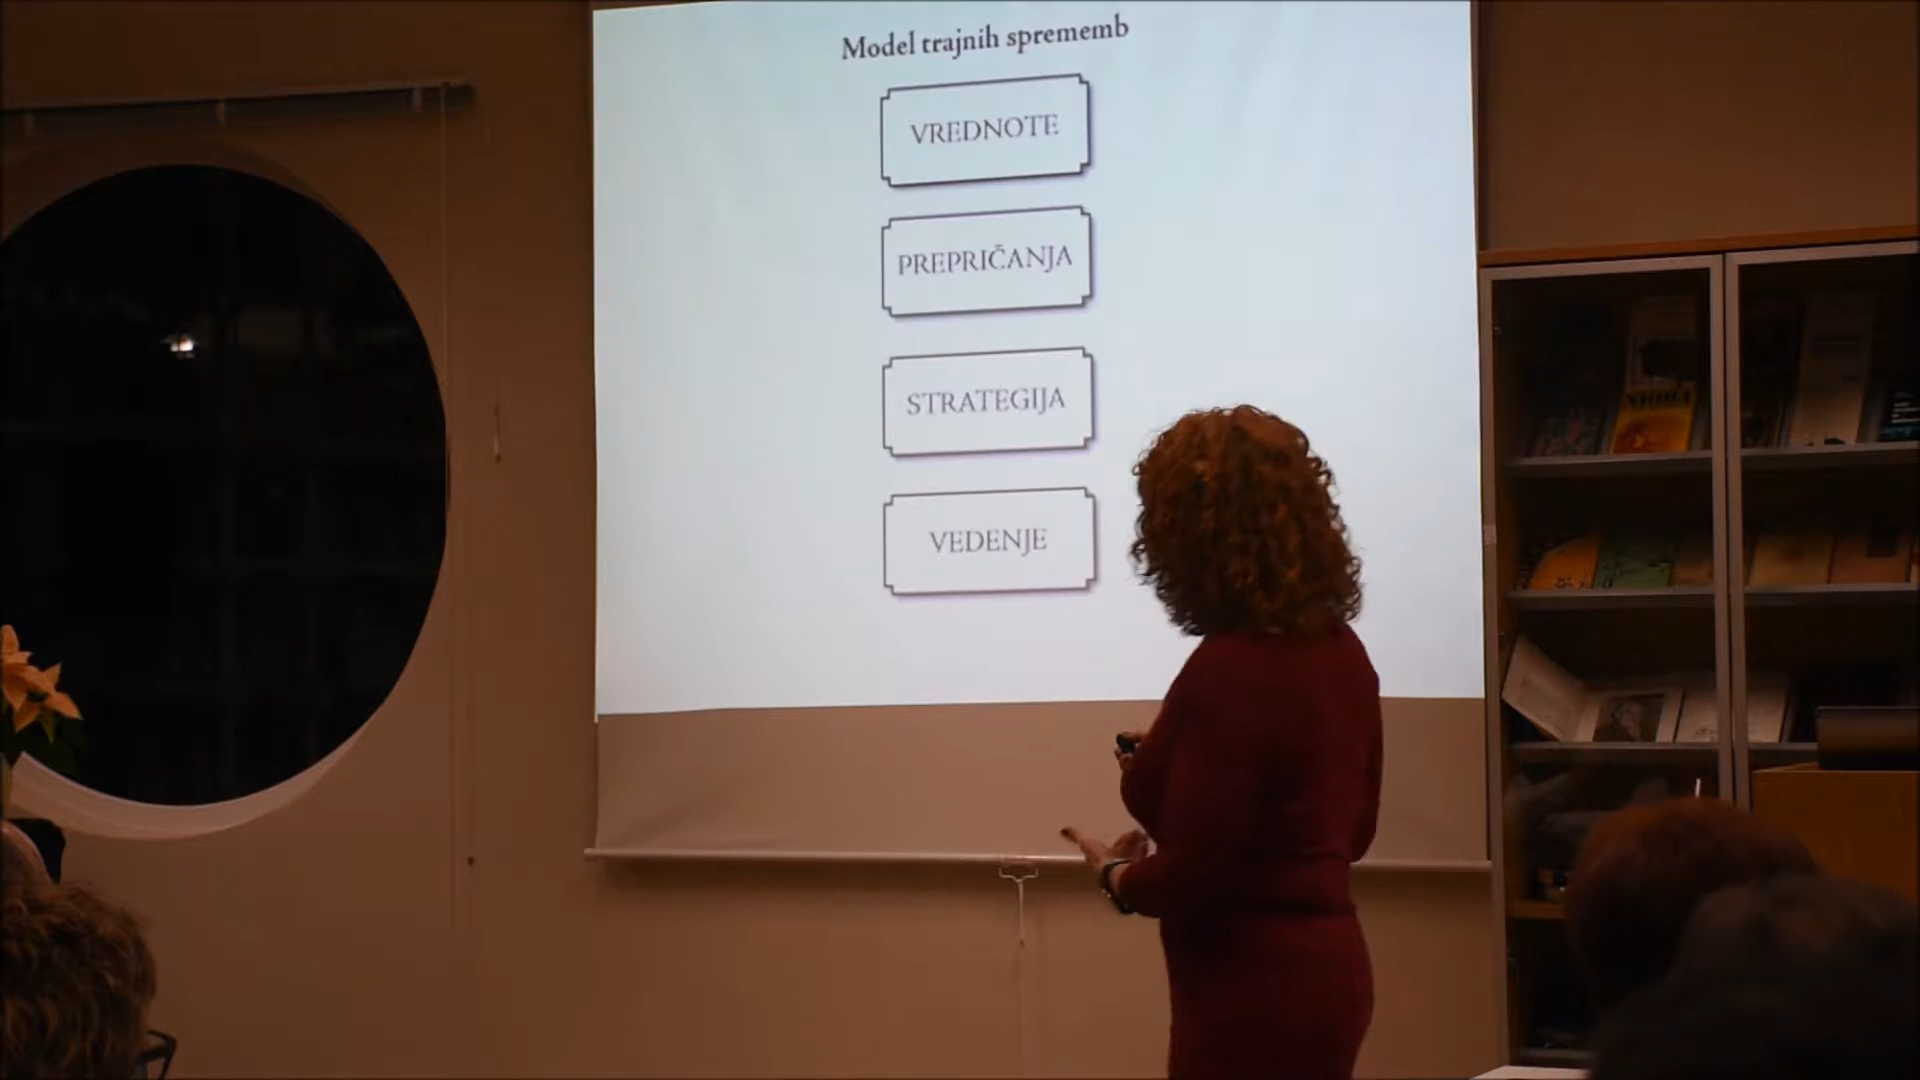 Model trajnih sprememb
VREDNOTE
PREPRIČANJA
STRATEGIJA
VEDENJE